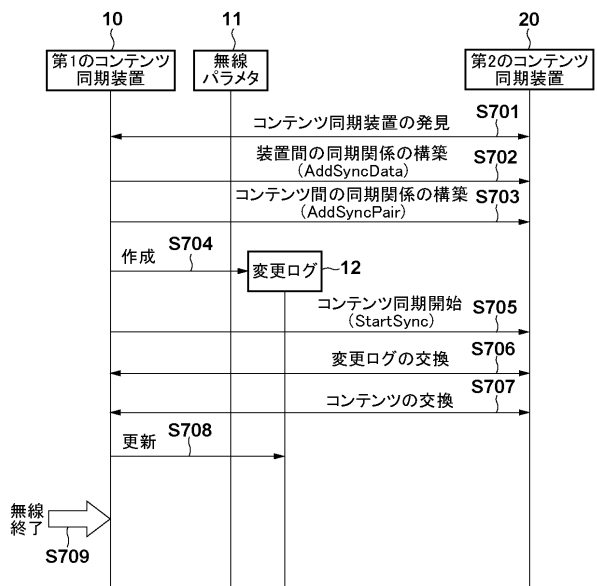 10
11
20
第1のコンテンツ
同期装置
無線
パラメタ
第2のコンテンツ
同期装置
S701
コンテンツ同期装置の発見
装置間の同期関係の構築
S702
(AddSyncData)
コンテンツ間の同期関係の構築
S703
(AddSyncPair)
S704
作成
変更ログ
12
コンテンツ同期開始
S705
(StartSync)
S706
変更ログの交換
S707
コンテンツの交換
S708
更新
無線
終了
S709